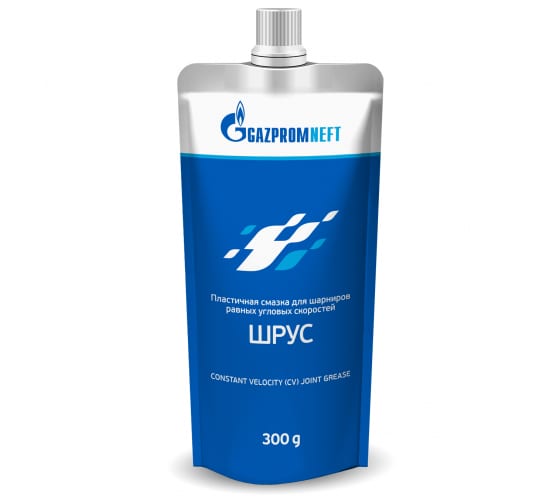 GAZPROMNEFT
Пластичная смазка для шарниров
равных угловых скоростей
ШРУС
CONSTANT VELOCITY (CV) JOINT GREASE
300 g